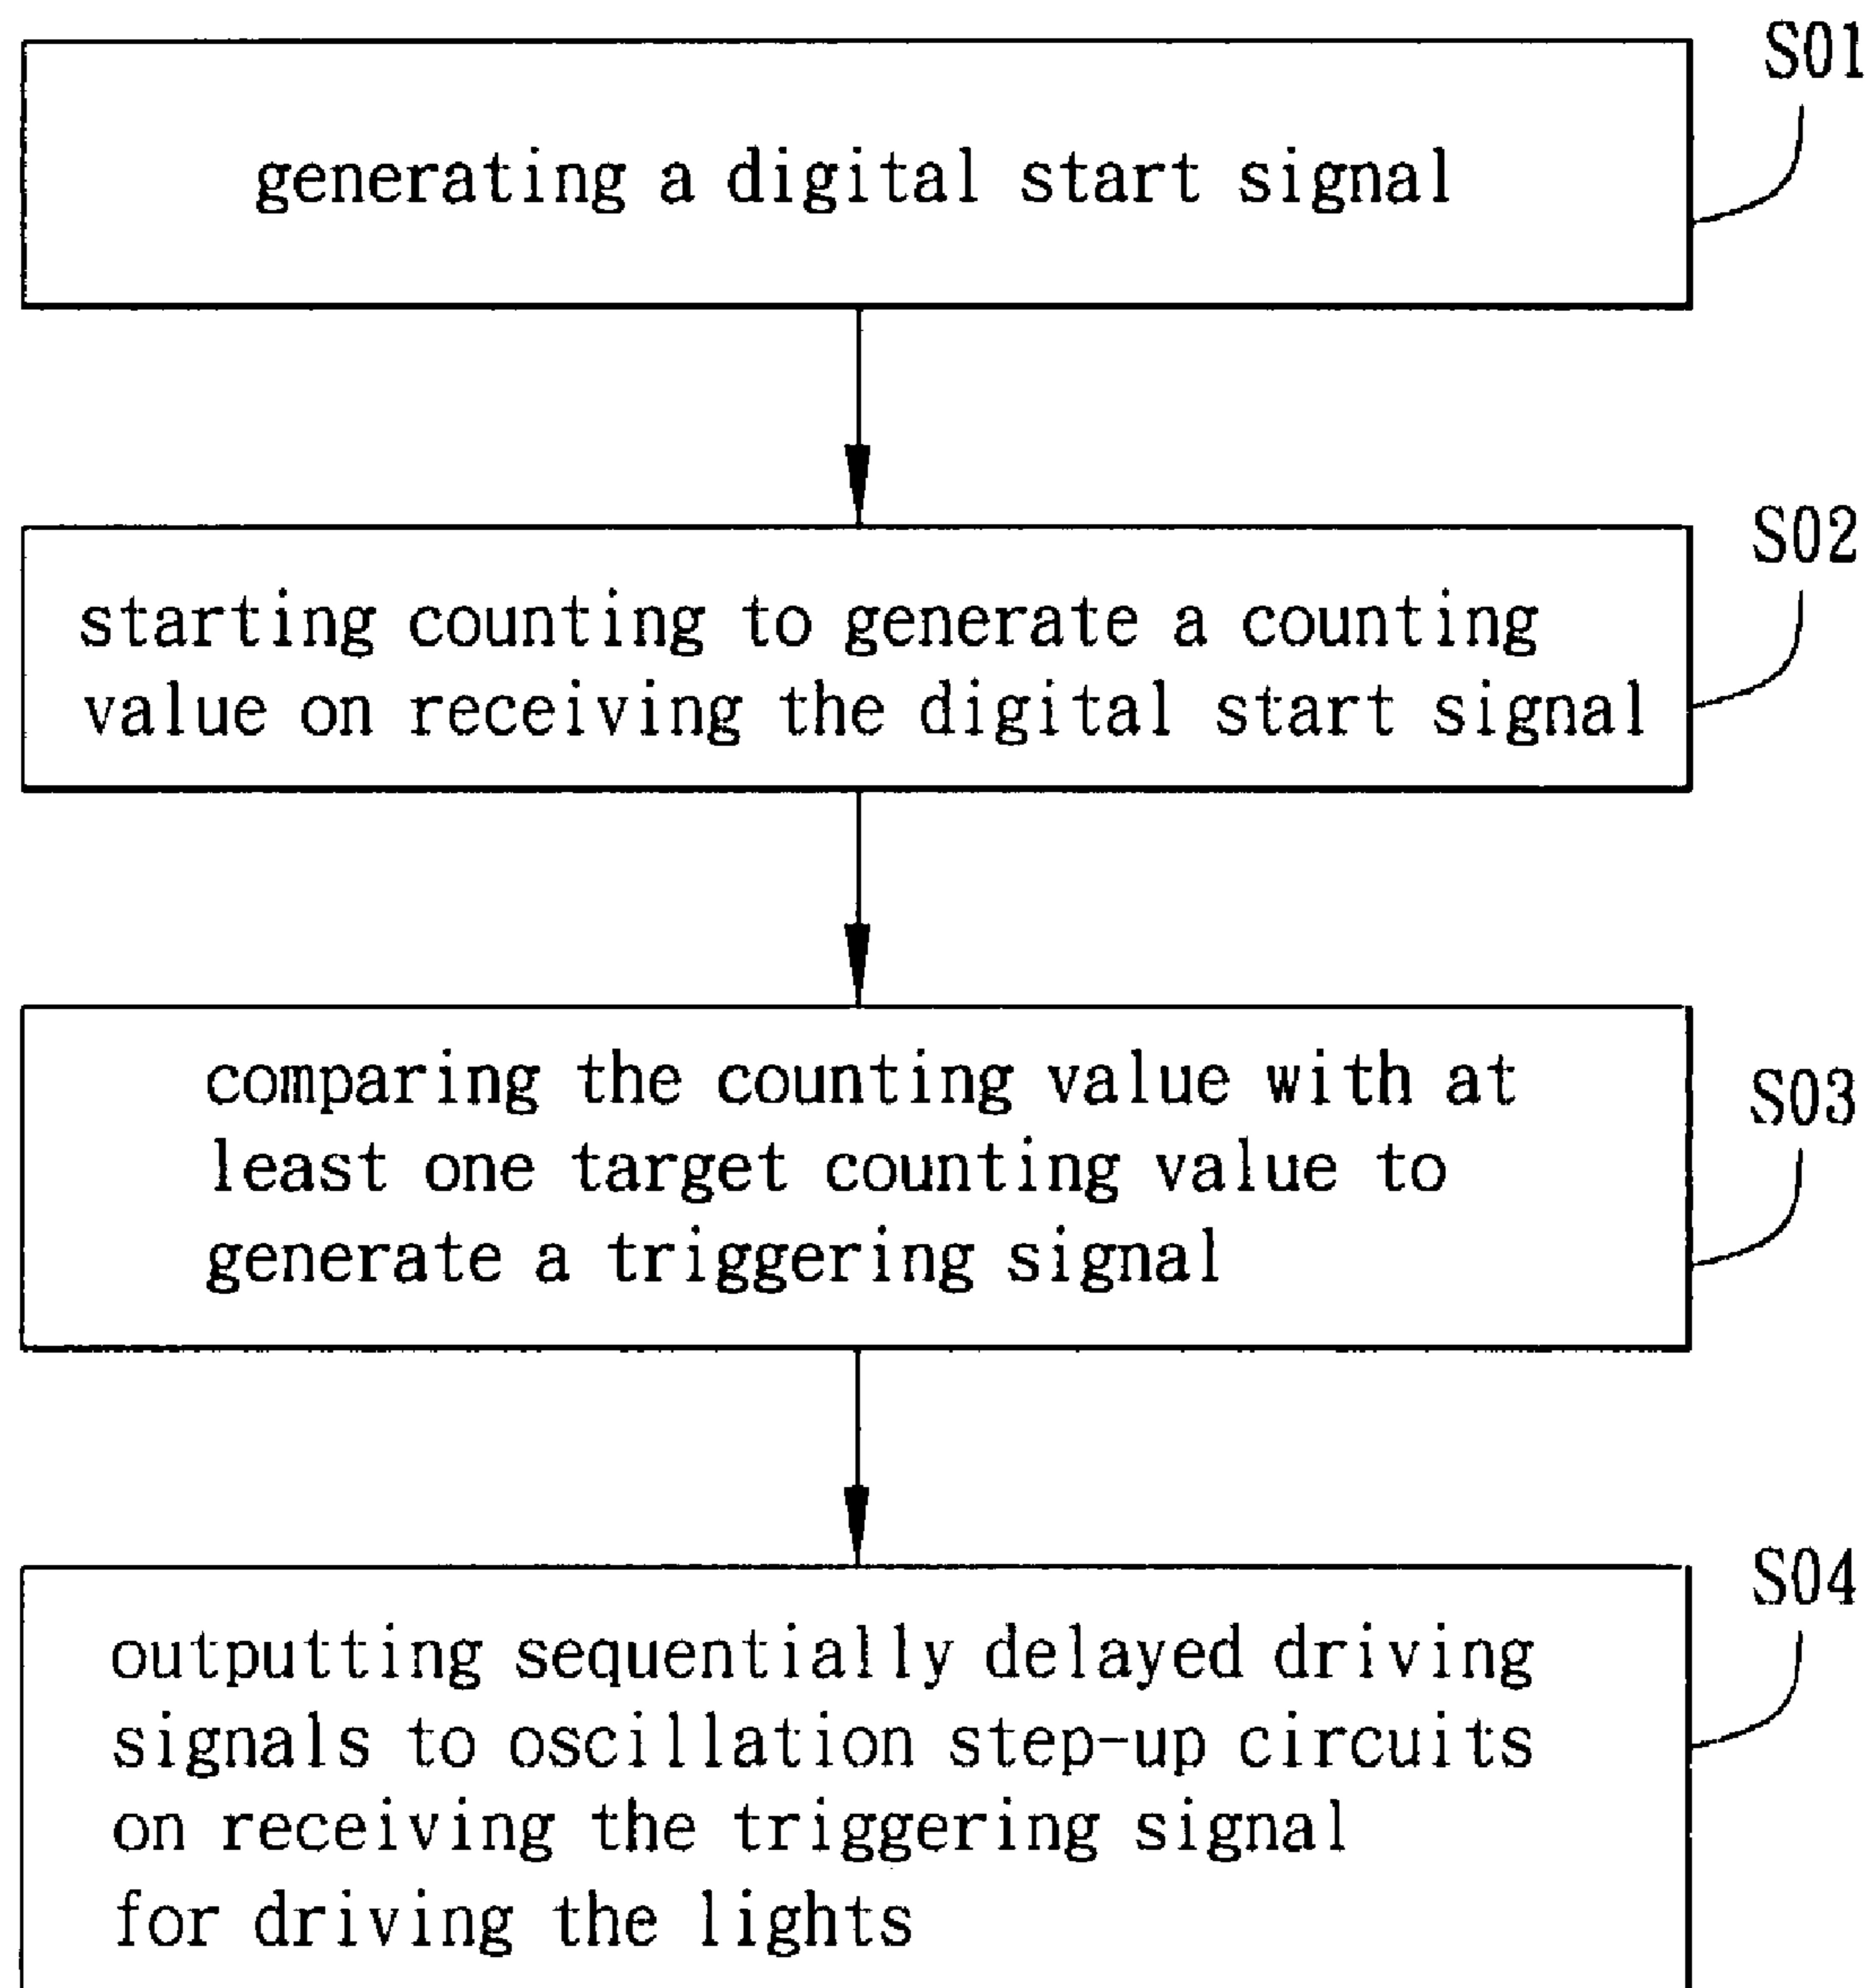 S01
generating a digital start signal
S02
starting counting to generate a counting
value on receiving the digital start signal
S03
comparing the counting value with at
least one target counting value to
generate a triggering signal
S04
outputting sequentially delayed driving
signals to oscillation step-up circuits
on receiving the triggering signal
for driving the lights